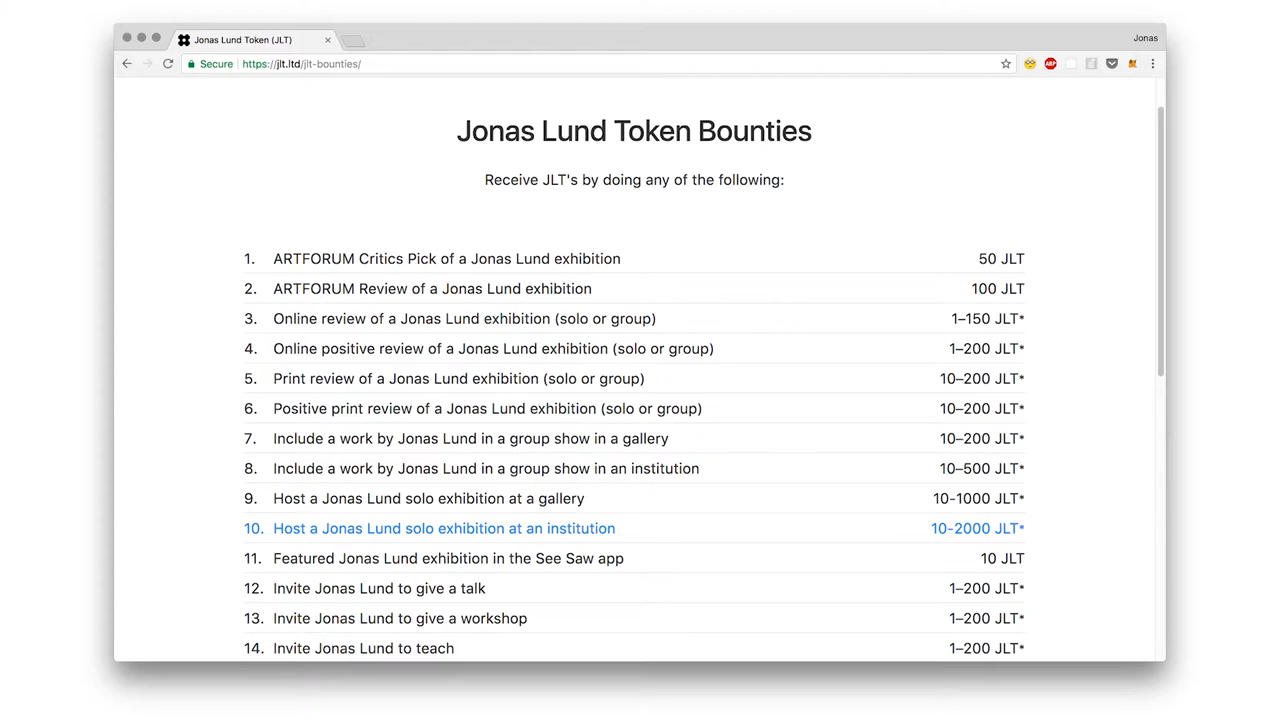 Jonas Lund Token (JLT)
Jonas
Secure https://jlt.ltd/jlt-bounties/
ABP
Jonas Lund Token Bounties
Receive JLT's by doing any of the following:
1. ARTFORUM Critics Pick of a Jonas Lund exhibition 50 JLT
2. ARTFORUM Review of a Jonas Lund exhibition 100 JLT
3. Online review of a Jonas Lund exhibition (solo or group) 1–150 JLT*
4. Online positive review of a Jonas Lund exhibition (solo or group) 1–200 JLT*
5. Print review of a Jonas Lund exhibition (solo or group) 10–200 JLT*
6. Positive print review of a Jonas Lund exhibition (solo or group) 10–200 JLT*
7. Include a work by Jonas Lund in a group show in a gallery 10–200 JLT*
8. Include a work by Jonas Lund in a group show in an institution 10–500 JLT*
9. Host a Jonas Lund solo exhibition at a gallery 10-1000 JLT*
10. Host a Jonas Lund solo exhibition at an institution 10-2000 JLT*
11. Featured Jonas Lund exhibition in the See Saw app 10 JLT
12. Invite Jonas Lund to give a talk 1–200 JLT*
13. Invite Jonas Lund to give a workshop 1–200 JLT*
14. Invite Jonas Lund to teach 1–200 JLT*